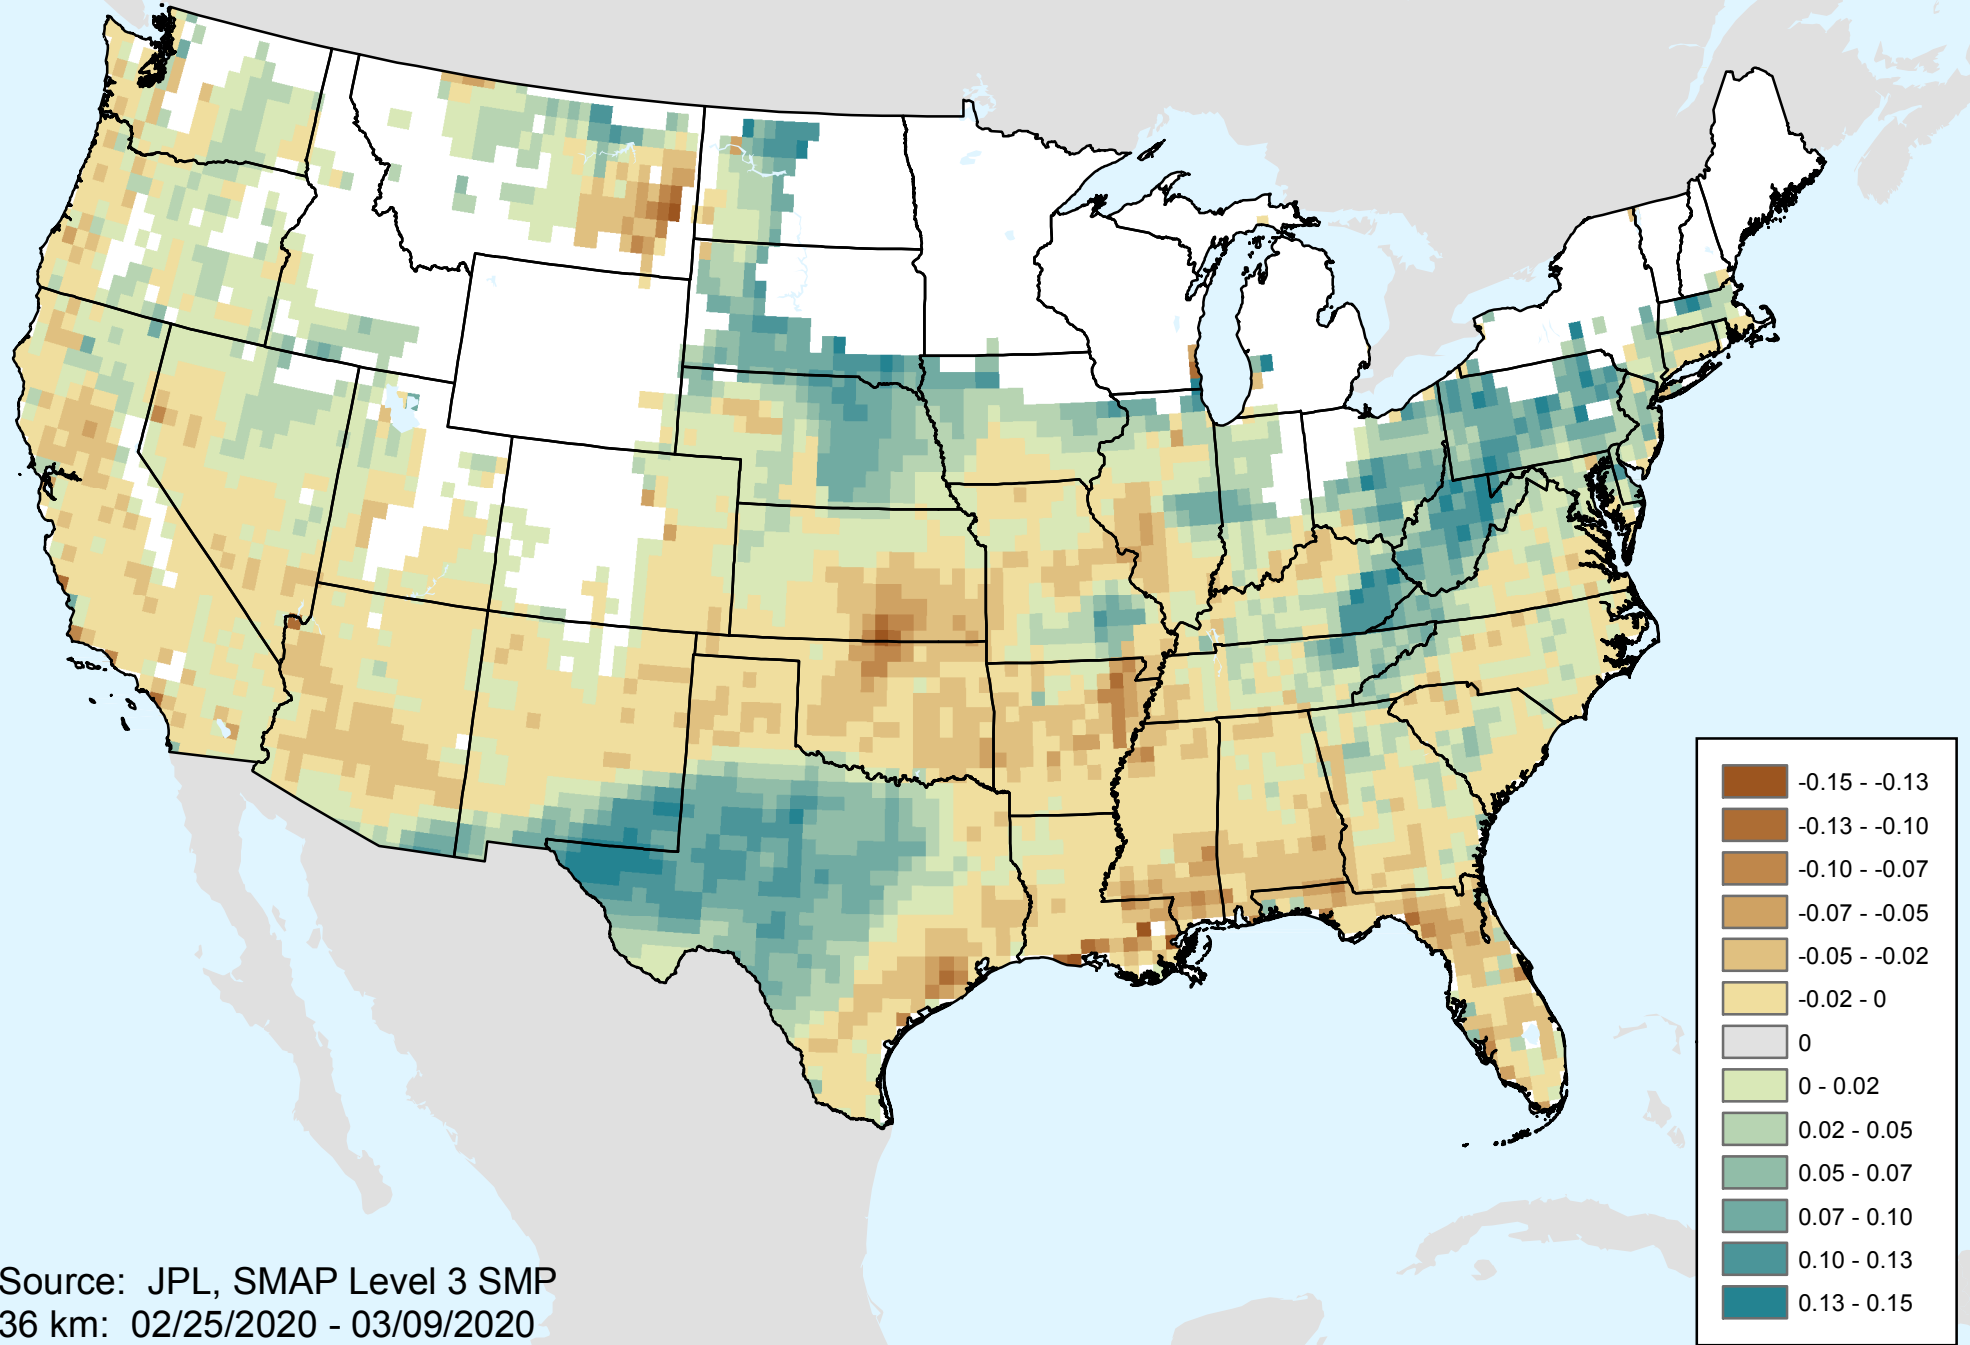 -0.15 - -0.13
-0.13 - -0.10
-0.10 - -0.07
-0.07 - -0.05
-0.05 - -0.02
-0.02 - 0
0
0 - 0.02
0.02 - 0.05
0.05 - 0.07
0.07 - 0.10
0.10 - 0.13
0.13 - 0.15
Source: JPL, SMAP Level 3 SMP
36 km: 02/25/2020 - 03/09/2020